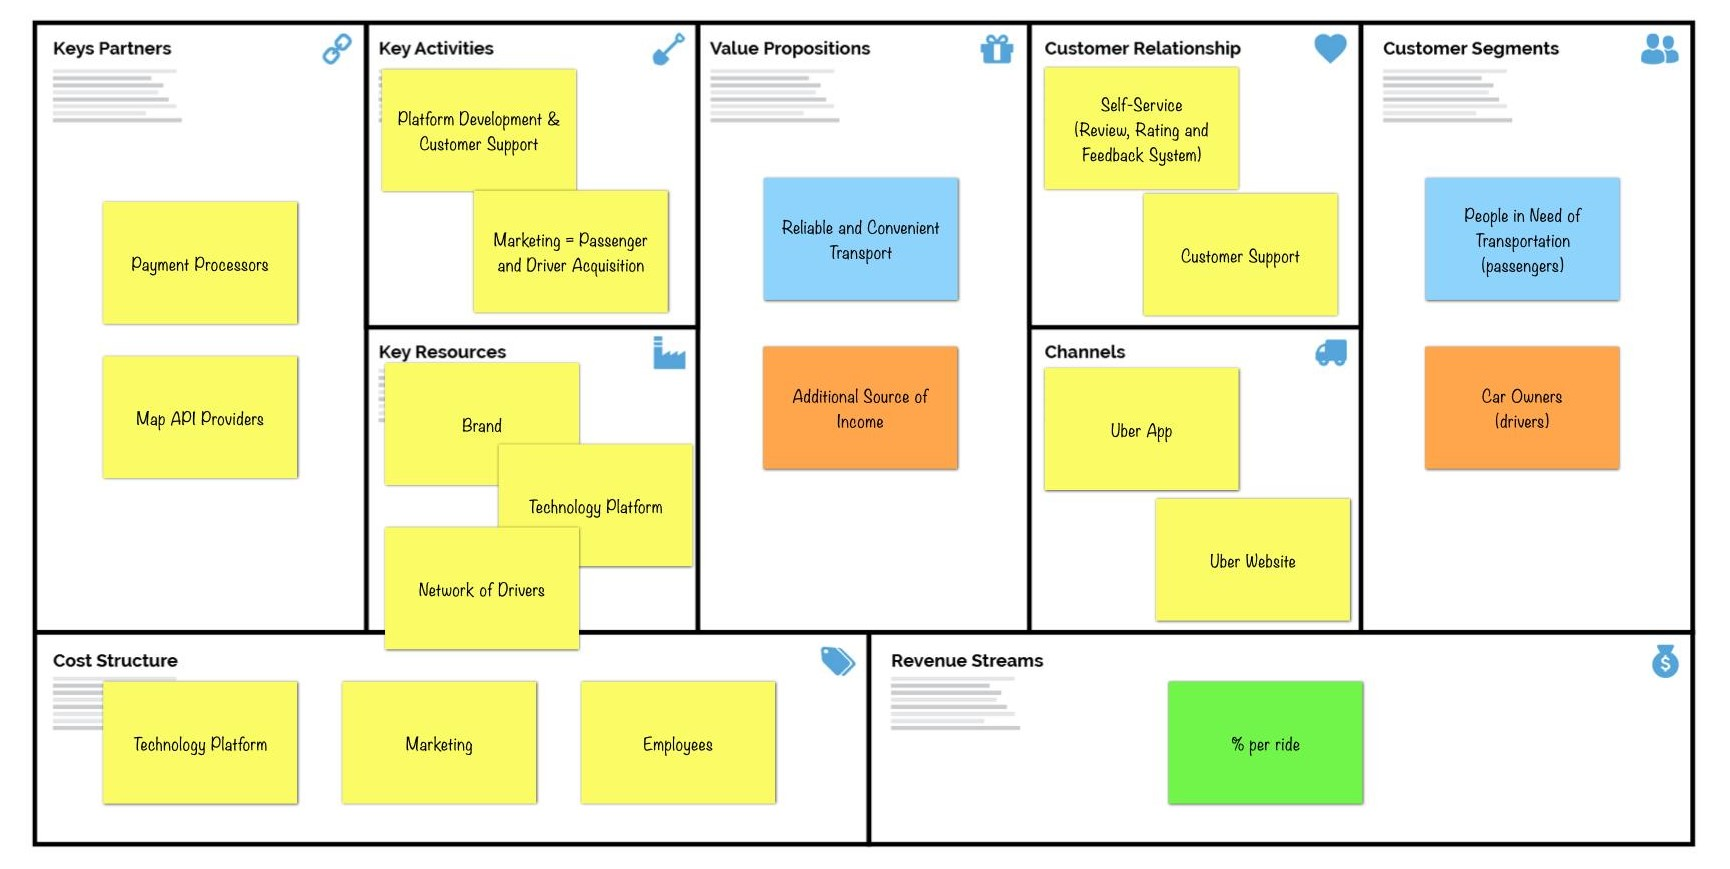 Keys Partners
Payment Processors
Map API Providers
Key Activities
Platform Development &
Customer Support
Marketing = Passenger
and Driver Acquisition
Key Resources
Brand
Technology Platform
Network of Drivers
Value Propositions
Reliable and Convenient
Transport
Additional Source of
Income
Customer Relationship
Self-Service
(Review, Rating and
Feedback System)
Customer Support
Channels
Uber App
Uber Website
Customer Segments
People in Need of
Transportation
(passengers)
Car Owners
(drivers)
Cost Structure
Technology Platform
Marketing
Employees
Revenue Streams
$
% per ride